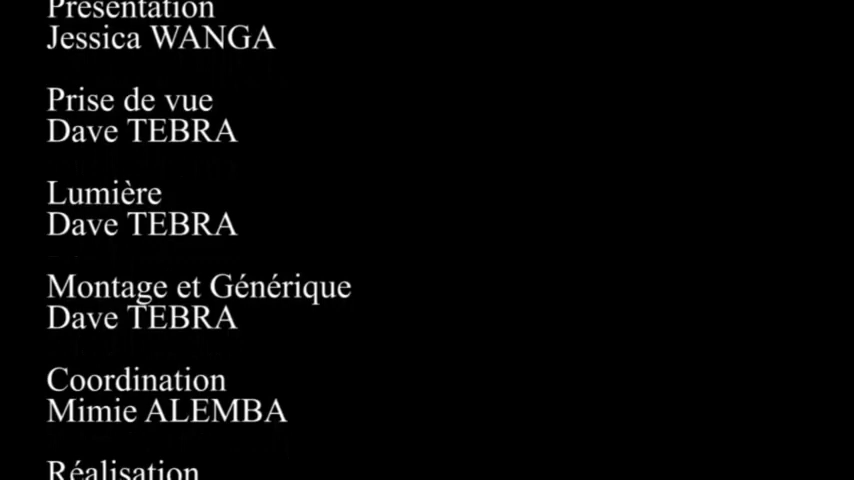 Présentation
Jessica WANGA
Prise de vue
Dave TEBRA
Lumière
Dave TEBRA
Montage et Générique
Dave TEBRA
Coordination
Mimie ALEMBA
Réalisation